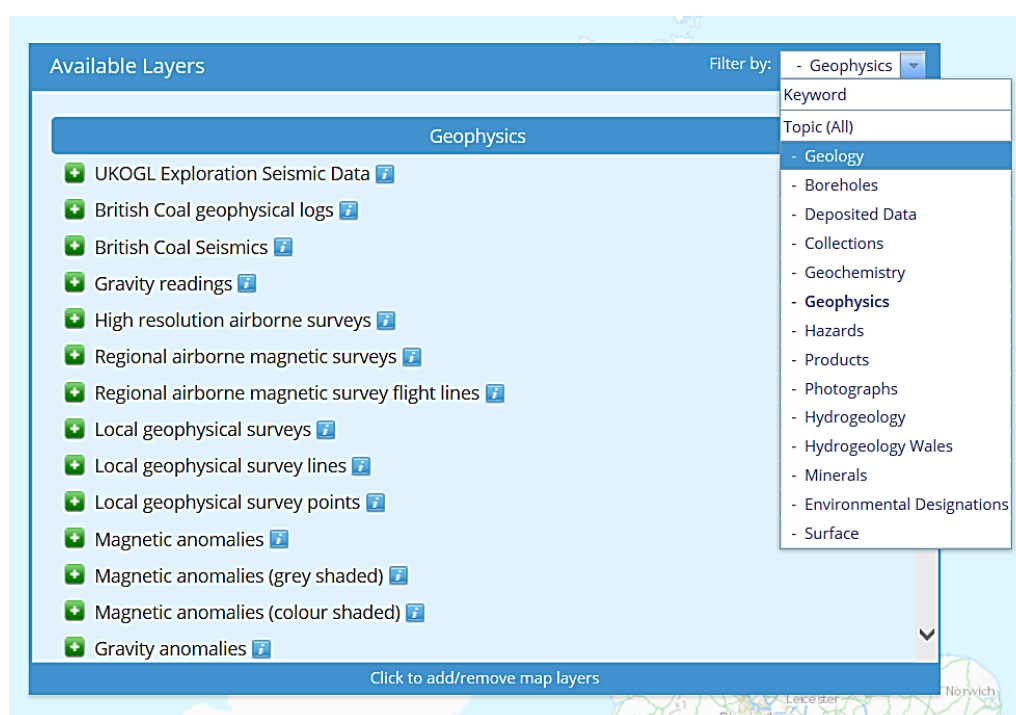 Available Layers
Filter by: - Geophysics
Keyword
Topic (All)
- Geology
- Boreholes
- Deposited Data
- Collections
- Geochemistry
- Geophysics
- Hazards
- Products
- Photographs
- Hydrogeology
- Hydrogeology Wales
- Minerals
- Environmental Designations
- Surface
Geophysics
UKOGL Exploration Seismic Data
British Coal geophysical logs
British Coal Seismics
Gravity readings
High resolution airborne surveys
Regional airborne magnetic surveys
Regional airborne magnetic survey flight lines
Local geophysical surveys
Local geophysical survey lines
Local geophysical survey points
Magnetic anomalies
Magnetic anomalies (grey shaded)
Magnetic anomalies (colour shaded)
Gravity anomalies
Click to add/remove map layers
Norwich
Leicester